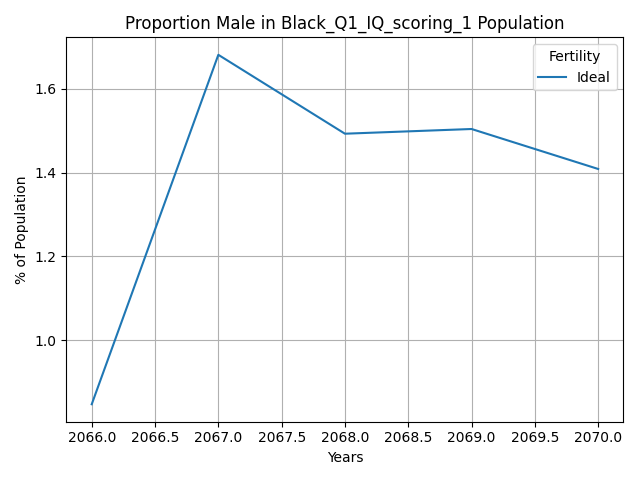 Proportion Male in Black_Q1_IQ_scoring_1 Population
Fertility
Ideal
% of Population
1.6
1.4
1.2
1.0
2066.0 2066.5 2067.0 2067.5 2068.0 2068.5 2069.0 2069.5 2070.0
Years